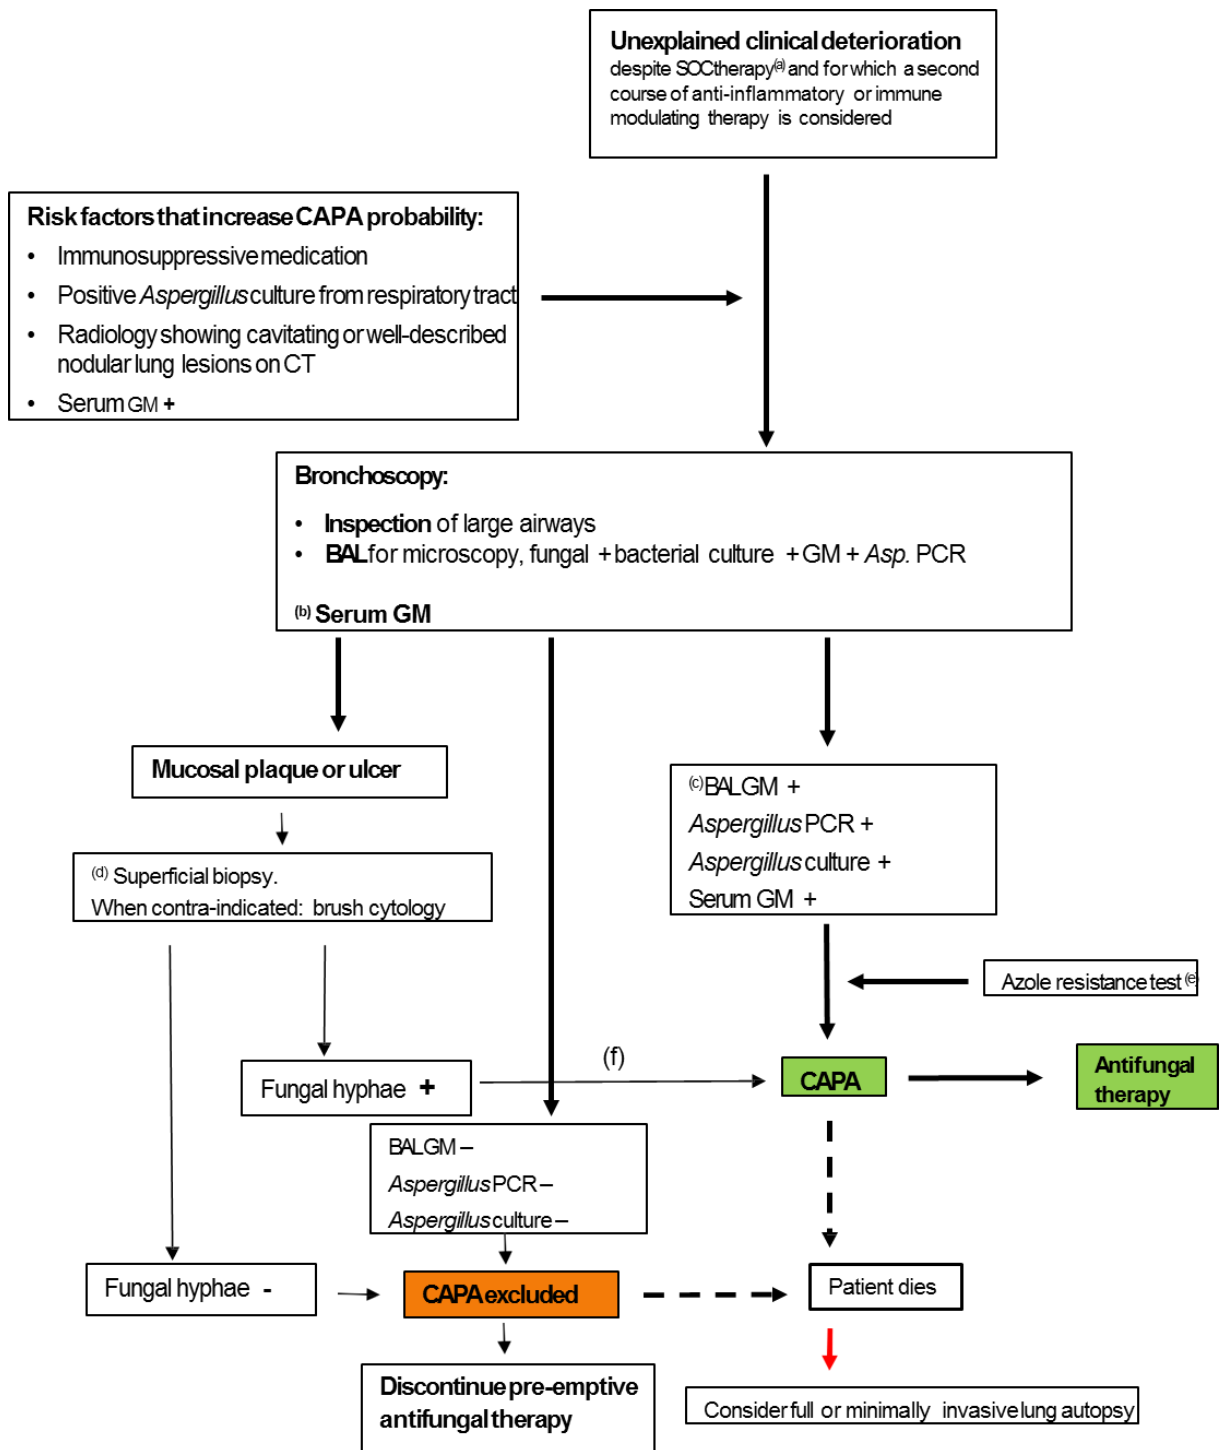 Unexplained clinical deterioration
despite SOC therapy(a) and for which a second
course of anti-inflammatory or immune
modulating therapy is considered
Risk factors that increase CAPA probability:
• Immunosuppressive medication
• Positive Aspergillus culture from respiratory tract
• Radiology showing cavitating or well-described
nodular lung lesions on CT
• Serum GM +
Bronchoscopy:
• Inspection of large airways
• BAL for microscopy, fungal + bacterial culture + GM + Asp. PCR
(b) Serum GM
Mucosal plaque or ulcer
(d) Superficial biopsy.
When contra-indicated: brush cytology
(c) BAL GM +
Aspergillus PCR +
Aspergillus culture +
Serum GM +
Azole resistance test (e)
Fungal hyphae +
(f)
CAPA
Antifungal
therapy
BAL GM –
Aspergillus PCR –
Aspergillus culture –
Fungal hyphae -
CAPA excluded
Patient dies
Discontinue pre-emptive
antifungal therapy
Consider full or minimally invasive lung autopsy